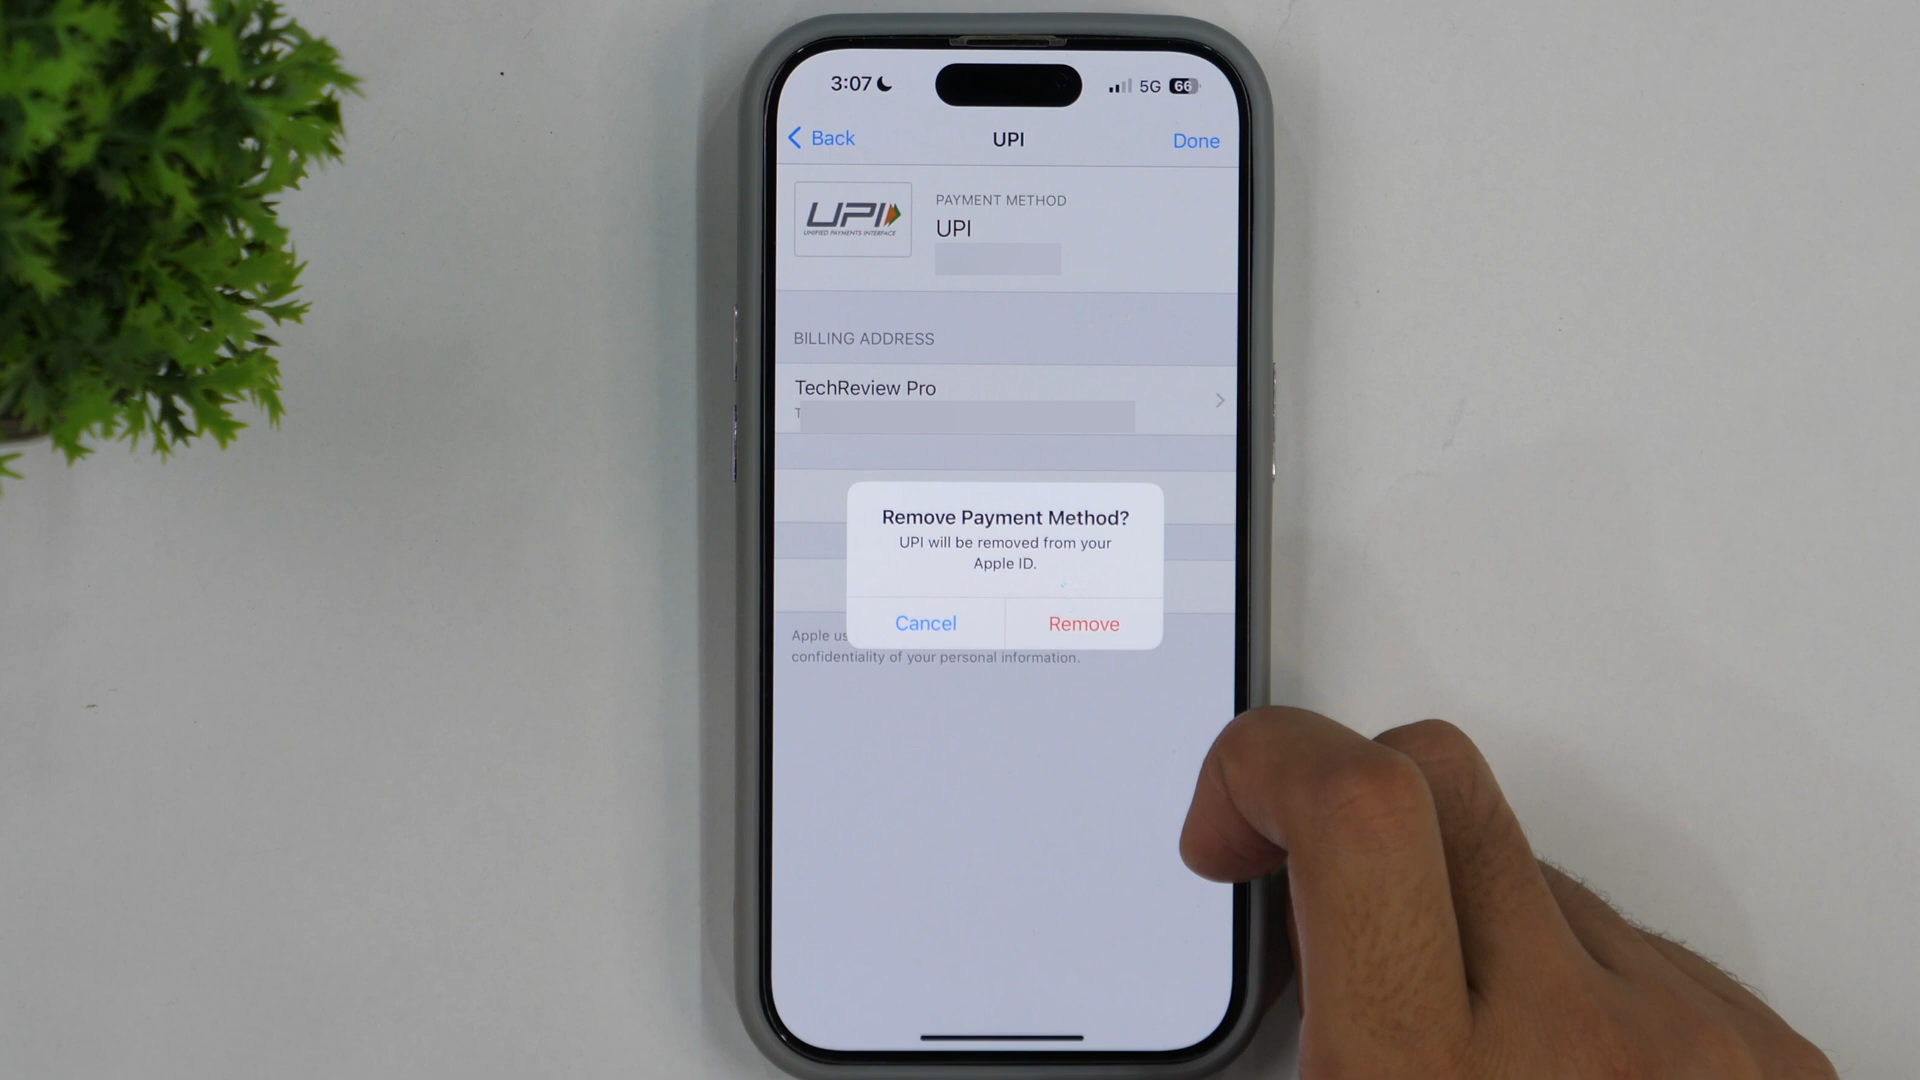 3:07
5G 66
Back
UPI
Done
UPI
UNIFIED PAYMENTS INTERFACE
PAYMENT METHOD
UPI
BILLING ADDRESS
TechReview Pro
T
Remove Payment Method?
UPI will be removed from your
Apple ID.
Cancel
Remove
Apple us
confidentiality of your personal information.